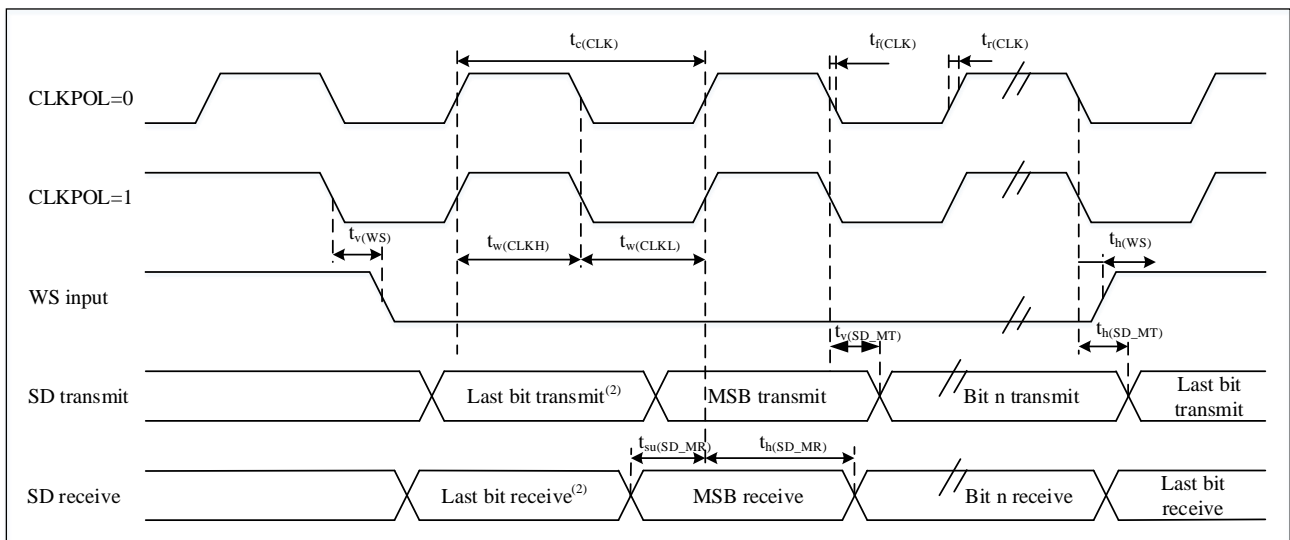 t_c(CLK)
t_f(CLK)
t_r(CLK)
CLKPOL=0
CLKPOL=1
t_v(WS)
t_w(CLKH)
t_w(CLKL)
t_h(WS)
WS input
t_v(SD_MT)
t_h(SD_MT)
SD transmit
Last bit transmit(2)
MSB transmit
Bit n transmit
Last bit
transmit
t_su(SD_MR)
t_h(SD_MR)
SD receive
Last bit receive(2)
MSB receive
Bit n receive
Last bit
receive